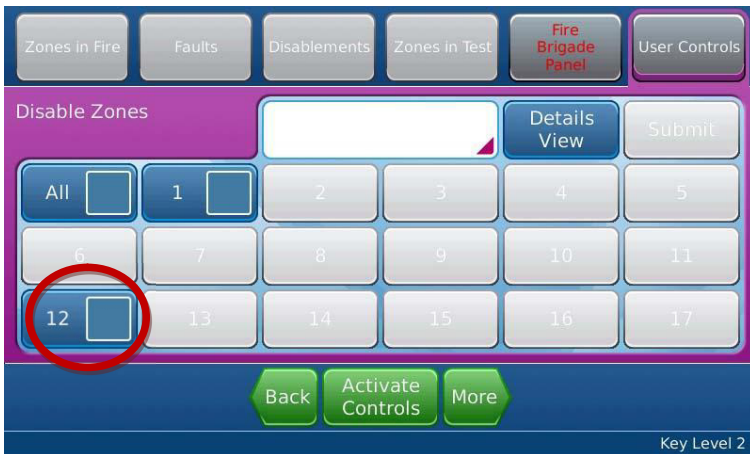 Zones in Fire
Faults
Disablements
Zones in Test
Fire
Brigade
Panel
User Controls
Disable Zones
Details
View
Submit
All
1
2
3
4
5
6
7
8
9
10
11
12
13
14
15
16
17
Back
Activate
Controls
More
Key Level 2